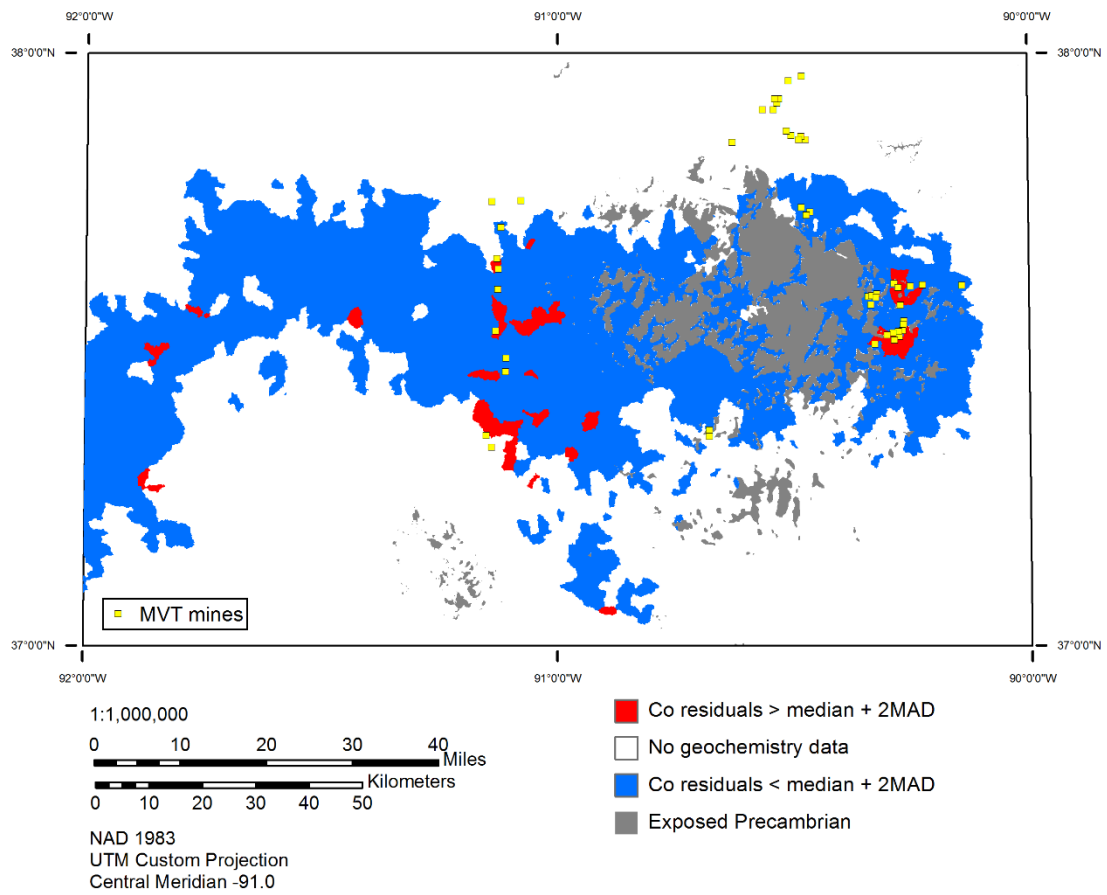 92°0'0"W 91°0'0"W 90°0'0"W
38°0'0"N 38°0'0"N
MVT mines
37°0'0"N 37°0'0"N
92°0'0"W 91°0'0"W 90°0'0"W
1:1,000,000
0 10 20 30 40
Miles
Kilometers
0 10 20 30 40 50
NAD 1983
UTM Custom Projection
Central Meridian -91.0
Co residuals > median + 2MAD
No geochemistry data
Co residuals < median + 2MAD
Exposed Precambrian